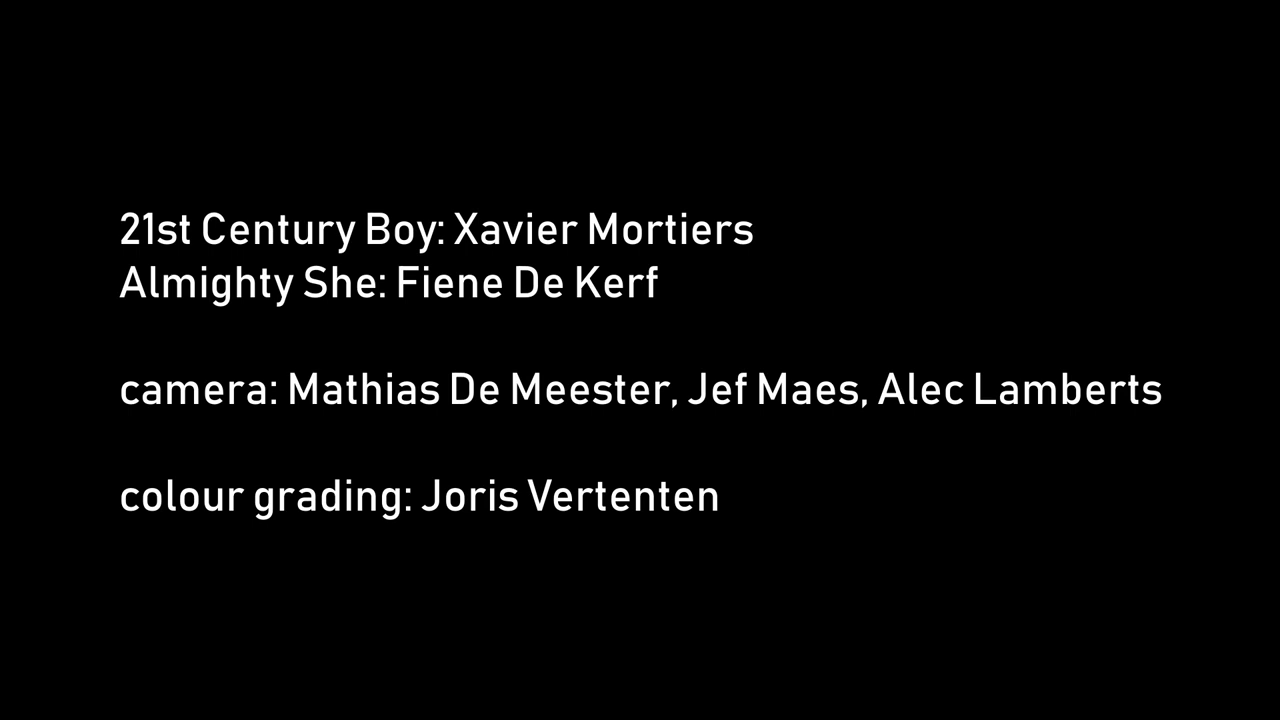 21st Century Boy: Xavier Mortiers
Almighty She: Fiene De Kerf
camera: Mathias De Meester, Jef Maes, Alec Lamberts
colour grading: Joris Vertenten